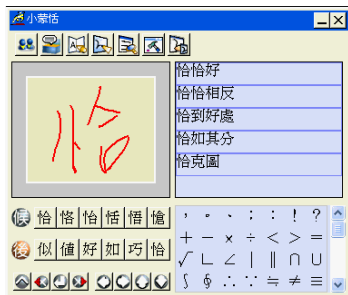 小蒙恬
恰
恰恰好
恰恰相反
恰到好處
恰如其分
恰克圖
候 恰 恪 怡 恬 悟 愴
後 似 値 好 如 巧 恰
， 。 、 ； ： ！ ？
＋ － × ÷ ＜ ＞ ＝
√ ∟ ∠ ｜ ∥ ∩ ∪
∫ ∮ ∴ ∵ ≒ ≠ ≡